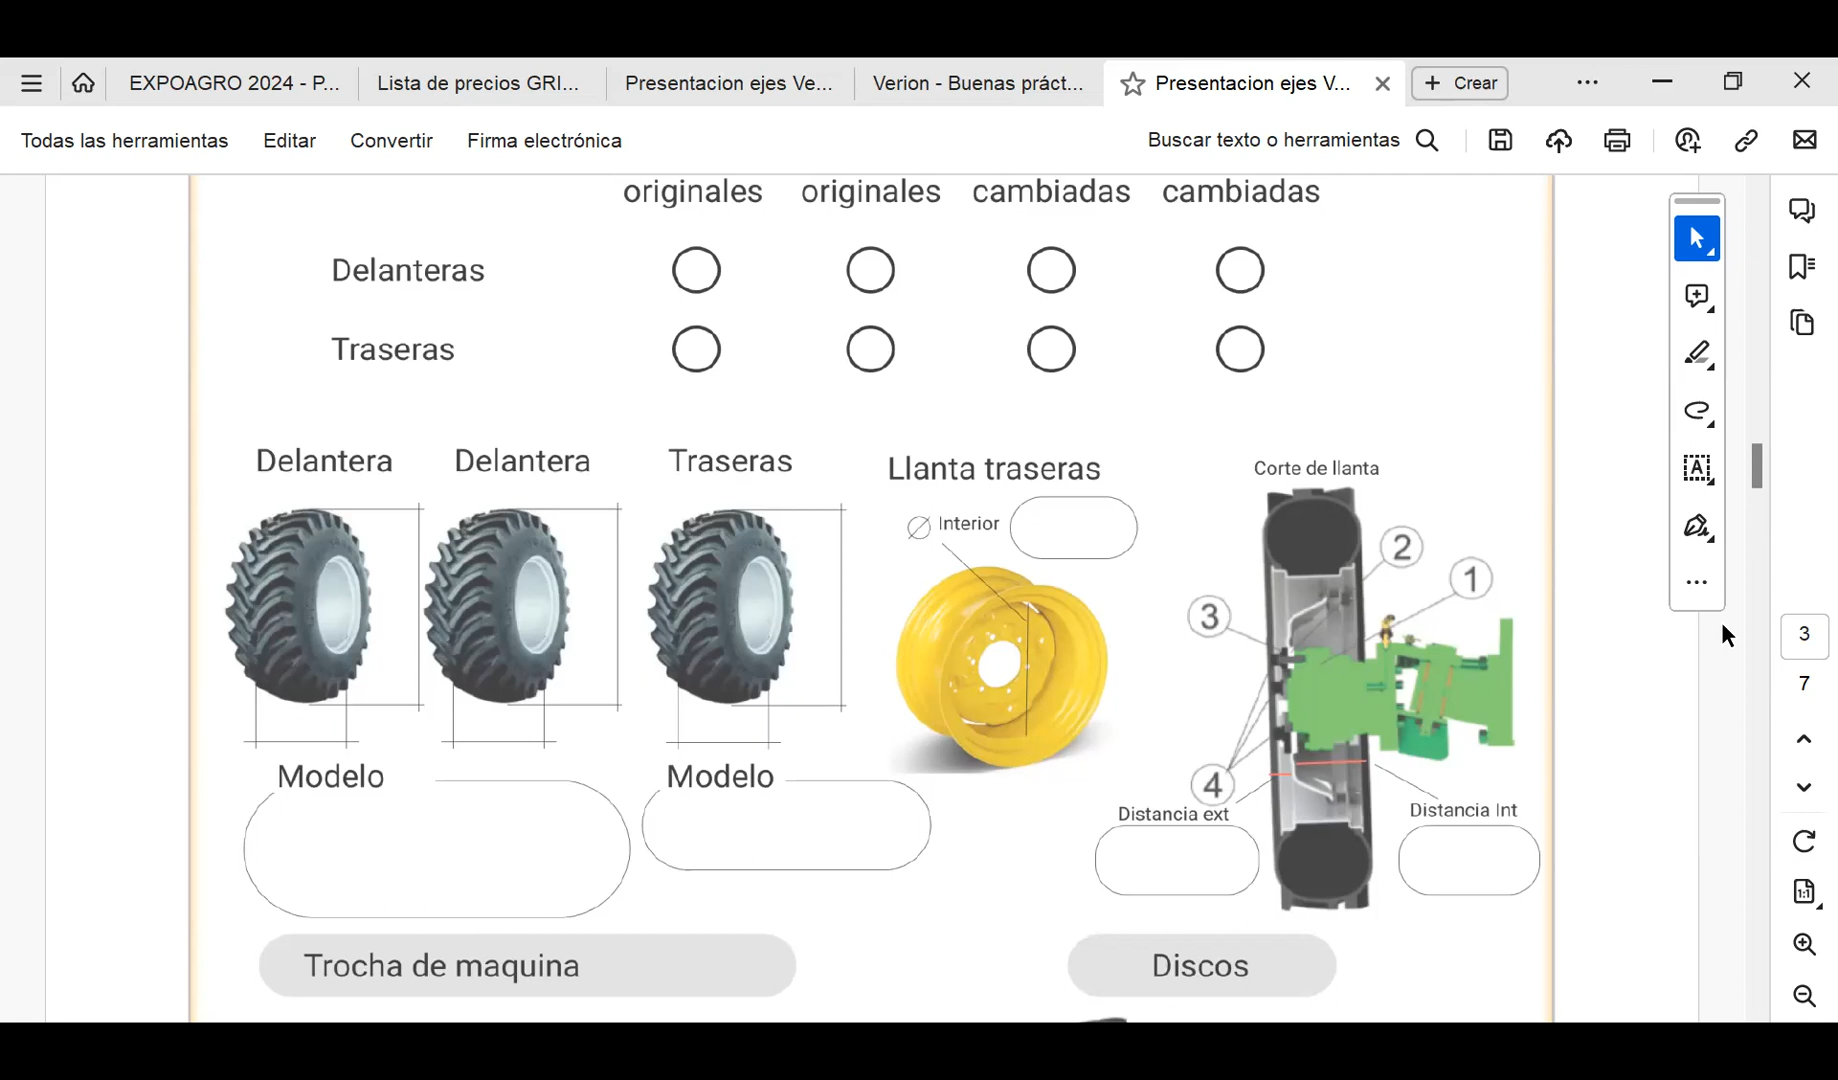 EXPOAGRO 2024 - P...
Lista de precios GRI...
Presentacion ejes Ve...
Verion - Buenas práct...
Presentacion ejes V...
Crear
Todas las herramientas
Editar
Convertir
Firma electrónica
Buscar texto o herramientas
originales originales cambiadas cambiadas
Delanteras
Traseras
Delantera
Delantera
Traseras
Llanta traseras
Corte de llanta
Interior
2
1
3
4
Modelo
Modelo
Distancia ext
Distancia Int
Trocha de maquina
Discos
3
7